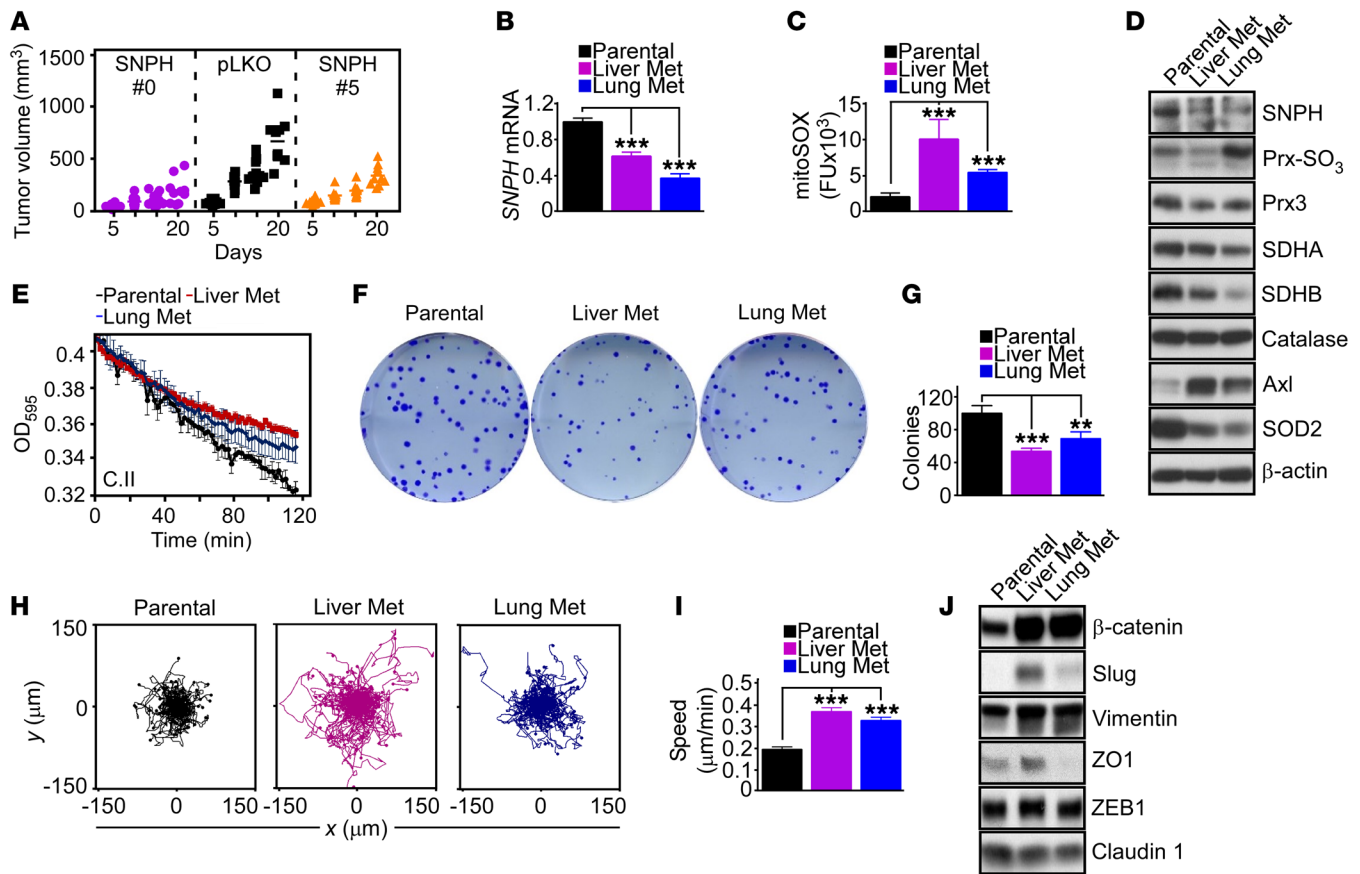 A
Tumor volume (mm³)
1500
1000
500
0
SNPH
#0
pLKO
SNPH
#5
5
20
5
20
5
20
Days
B
Parental
Liver Met
Lung Met
SNPH mRNA
1.2
0.8
0.4
0
***
***
C
Parental
Liver Met
Lung Met
mitoSOX
(FUx10³)
15
10
5
0
***
***
D
Parental
Liver Met
Lung Met
SNPH
Prx-SO₃
Prx3
SDHA
SDHB
Catalase
Axl
SOD2
β-actin
E
-Parental -Liver Met
-Lung Met
OD₅₉₅
0.4
0.38
0.36
0.34
0.32
C.II
0 40 80 120
Time (min)
F
Parental
Liver Met
Lung Met
G
Parental
Liver Met
Lung Met
Colonies
120
80
40
0
***
**
H
Parental
Liver Met
Lung Met
y (μm)
150
0
-150
-150 0 150
-150 0 150
-150 0 150
x (μm)
I
Parental
Liver Met
Lung Met
Speed
(μm/min)
0.5
0.4
0.3
0.2
0.1
0
***
***
J
Parental
Liver Met
Lung Met
β-catenin
Slug
Vimentin
ZO1
ZEB1
Claudin 1